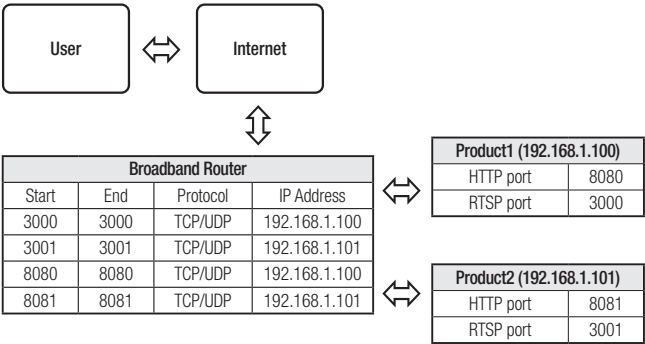 User
Internet
Broadband Router
Start End Protocol IP Address
3000 3000 TCP/UDP 192.168.1.100
3001 3001 TCP/UDP 192.168.1.101
8080 8080 TCP/UDP 192.168.1.100
8081 8081 TCP/UDP 192.168.1.101
Product1 (192.168.1.100)
HTTP port 8080
RTSP port 3000
Product2 (192.168.1.101)
HTTP port 8081
RTSP port 3001